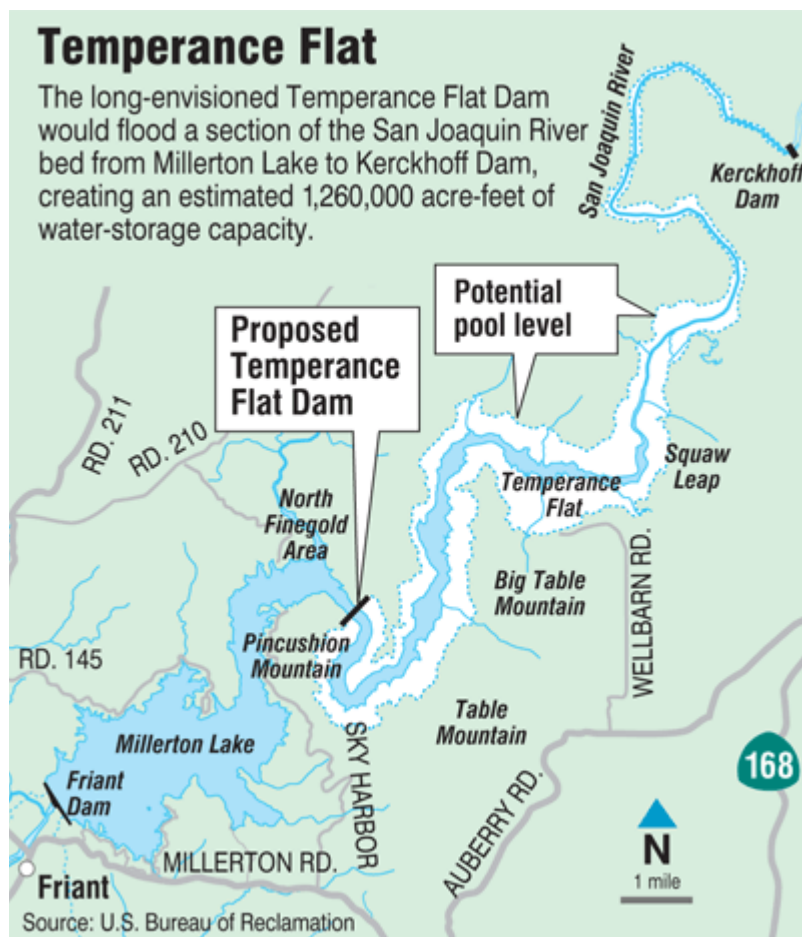 Temperance Flat
The long-envisioned Temperance Flat Dam
would flood a section of the San Joaquin River
bed from Millerton Lake to Kerckhoff Dam,
creating an estimated 1,260,000 acre-feet of
water-storage capacity.
San Joaquin River
Kerckhoff
Dam
Potential
pool level
Proposed
Temperance
Flat Dam
RD. 211
RD. 210
North
Finegold
Area
Squaw
Leap
Temperance
Flat
WELLBARN RD.
Big Table
Mountain
Pincushion
Mountain
RD. 145
Table
Mountain
Millerton Lake
SKY HARBOR
168
Friant
Dam
AUBERRY RD.
N
1 mile
MILLERTON RD.
Friant
Source: U.S. Bureau of Reclamation